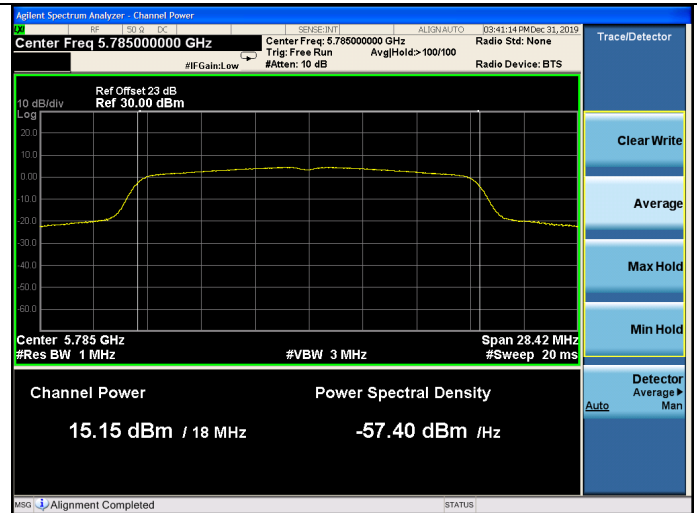 Agilent Spectrum Analyzer - Channel Power
LXI RF 50 Ω DC SENSE:INT ALIGN AUTO 03:41:14 PM Dec 31, 2019
Center Freq 5.785000000 GHz Center Freq: 5.785000000 GHz Radio Std: None
Trig: Free Run Avg|Hold:>100/100
#IFGain:Low #Atten: 10 dB Radio Device: BTS
Trace/Detector
Ref Offset 23 dB
10 dB/div Ref 30.00 dBm
Log
20.0
10.0
0.00
-10.0
-20.0
-30.0
-40.0
-50.0
-60.0
Center 5.785 GHz Span 28.42 MHz
#Res BW 1 MHz #VBW 3 MHz #Sweep 20 ms
Channel Power Power Spectral Density
15.15 dBm / 18 MHz -57.40 dBm /Hz
Clear Write
Average
Max Hold
Min Hold
Detector
Average
Auto Man
MSG Alignment Completed STATUS